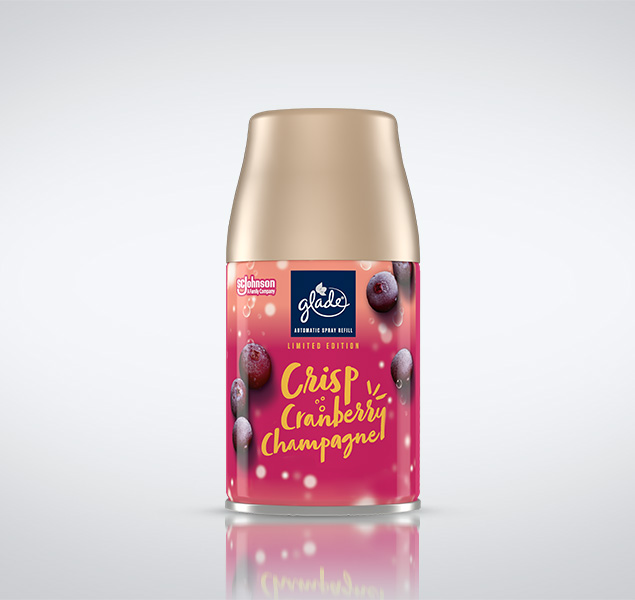 SC Johnson
A Family Company
glade
AUTOMATIC SPRAY REFILL
LIMITED EDITION
Crisp
Cranberry
Champagne